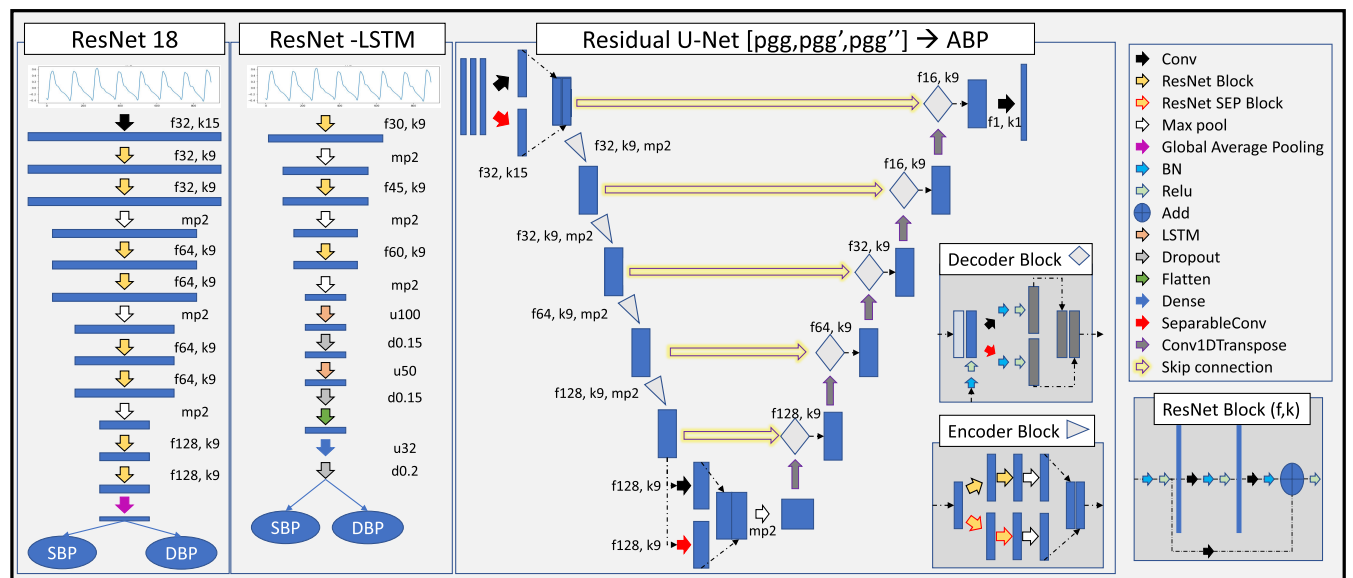 ResNet 18
f32, k15
f32, k9
f32, k9
mp2
f64, k9
f64, k9
mp2
f64, k9
f64, k9
mp2
f128, k9
f128, k9
SBP
DBP
ResNet -LSTM
f30, k9
mp2
f45, k9
mp2
f60, k9
mp2
u100
d0.15
u50
d0.15
u32
d0.2
SBP
DBP
Residual U-Net [pgg,pgg’,pgg’’] → ABP
f32, k15
f32, k9, mp2
f32, k9, mp2
f64, k9, mp2
f128, k9, mp2
f128, k9
f128, k9
mp2
f128, k9
f64, k9
f32, k9
f16, k9
f16, k9
f1, k1
Decoder Block
Encoder Block
Conv
ResNet Block
ResNet SEP Block
Max pool
Global Average Pooling
BN
Relu
Add
LSTM
Dropout
Flatten
Dense
SeparableConv
Conv1DTranspose
Skip connection
ResNet Block (f,k)